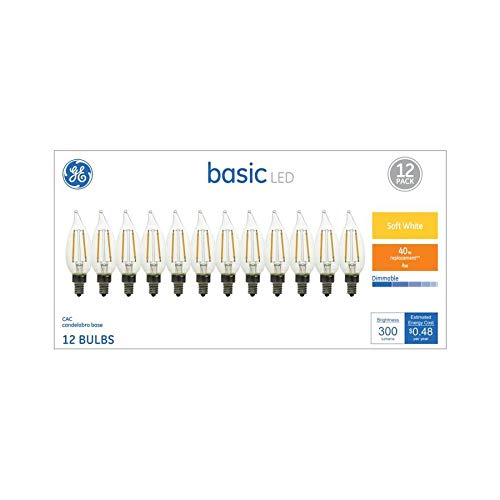 GE
basic LED
12
PACK
Soft White
40w
replacement**
4w
Dimmable
CAC
candelabra base
12 BULBS
Brightness
300
lumens
Estimated
Energy Cost
$0.48
per year